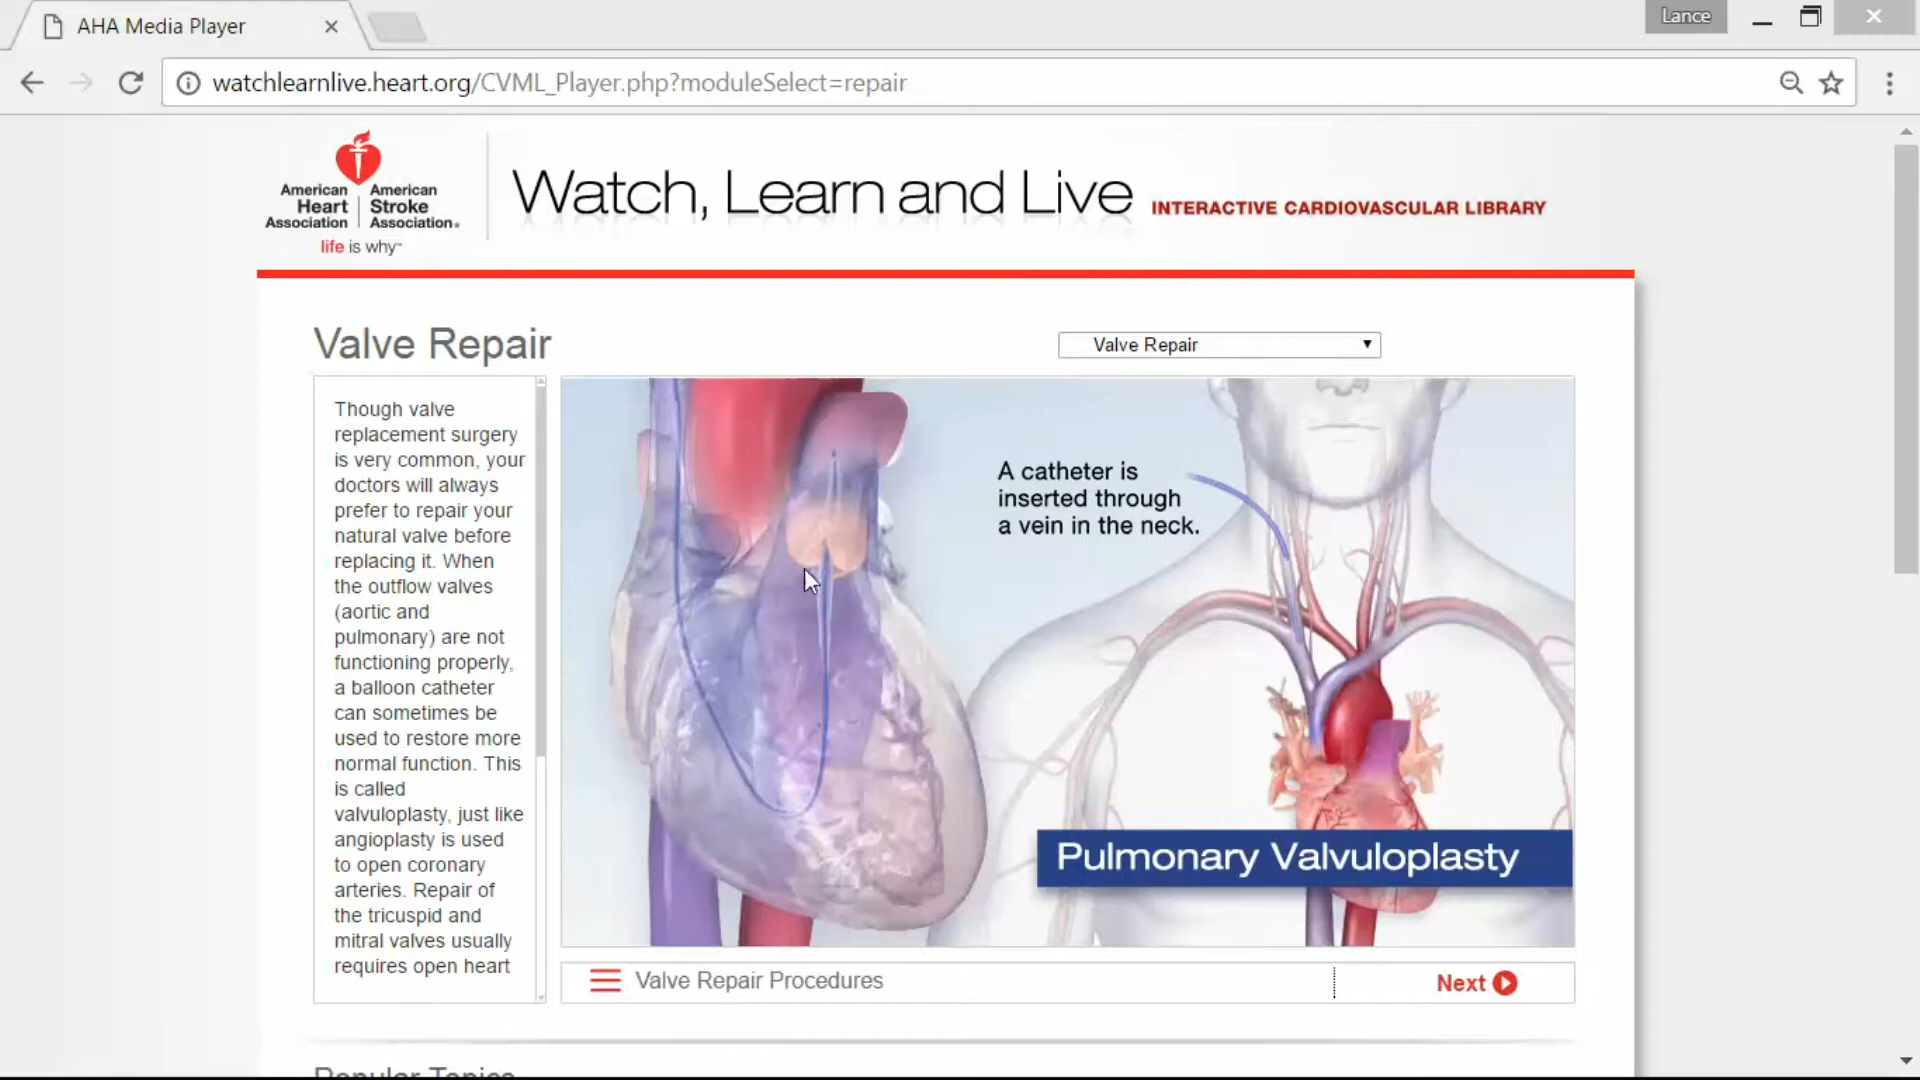 AHA Media Player
Lance
watchlearnlive.heart.org/CVML_Player.php?moduleSelect=repair
American
Heart
Association
American
Stroke
Association®
life is why™
Watch, Learn and Live INTERACTIVE CARDIOVASCULAR LIBRARY
Valve Repair
Valve Repair
Though valve
replacement surgery
is very common, your
doctors will always
prefer to repair your
natural valve before
replacing it. When
the outflow valves
(aortic and
pulmonary) are not
functioning properly,
a balloon catheter
can sometimes be
used to restore more
normal function. This
is called
valvuloplasty, just like
angioplasty is used
to open coronary
arteries. Repair of
the tricuspid and
mitral valves usually
requires open heart
A catheter is
inserted through
a vein in the neck.
Pulmonary Valvuloplasty
Valve Repair Procedures
Next
Popular Topics